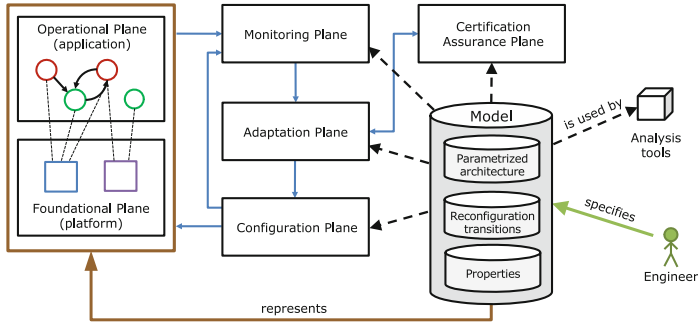 Operational Plane
(application)
Foundational Plane
(platform)
Monitoring Plane
Adaptation Plane
Configuration Plane
Certification
Assurance Plane
Model
Parametrized
architecture
Reconfiguration
transitions
Properties
is used by
Analysis
tools
specifies
Engineer
represents